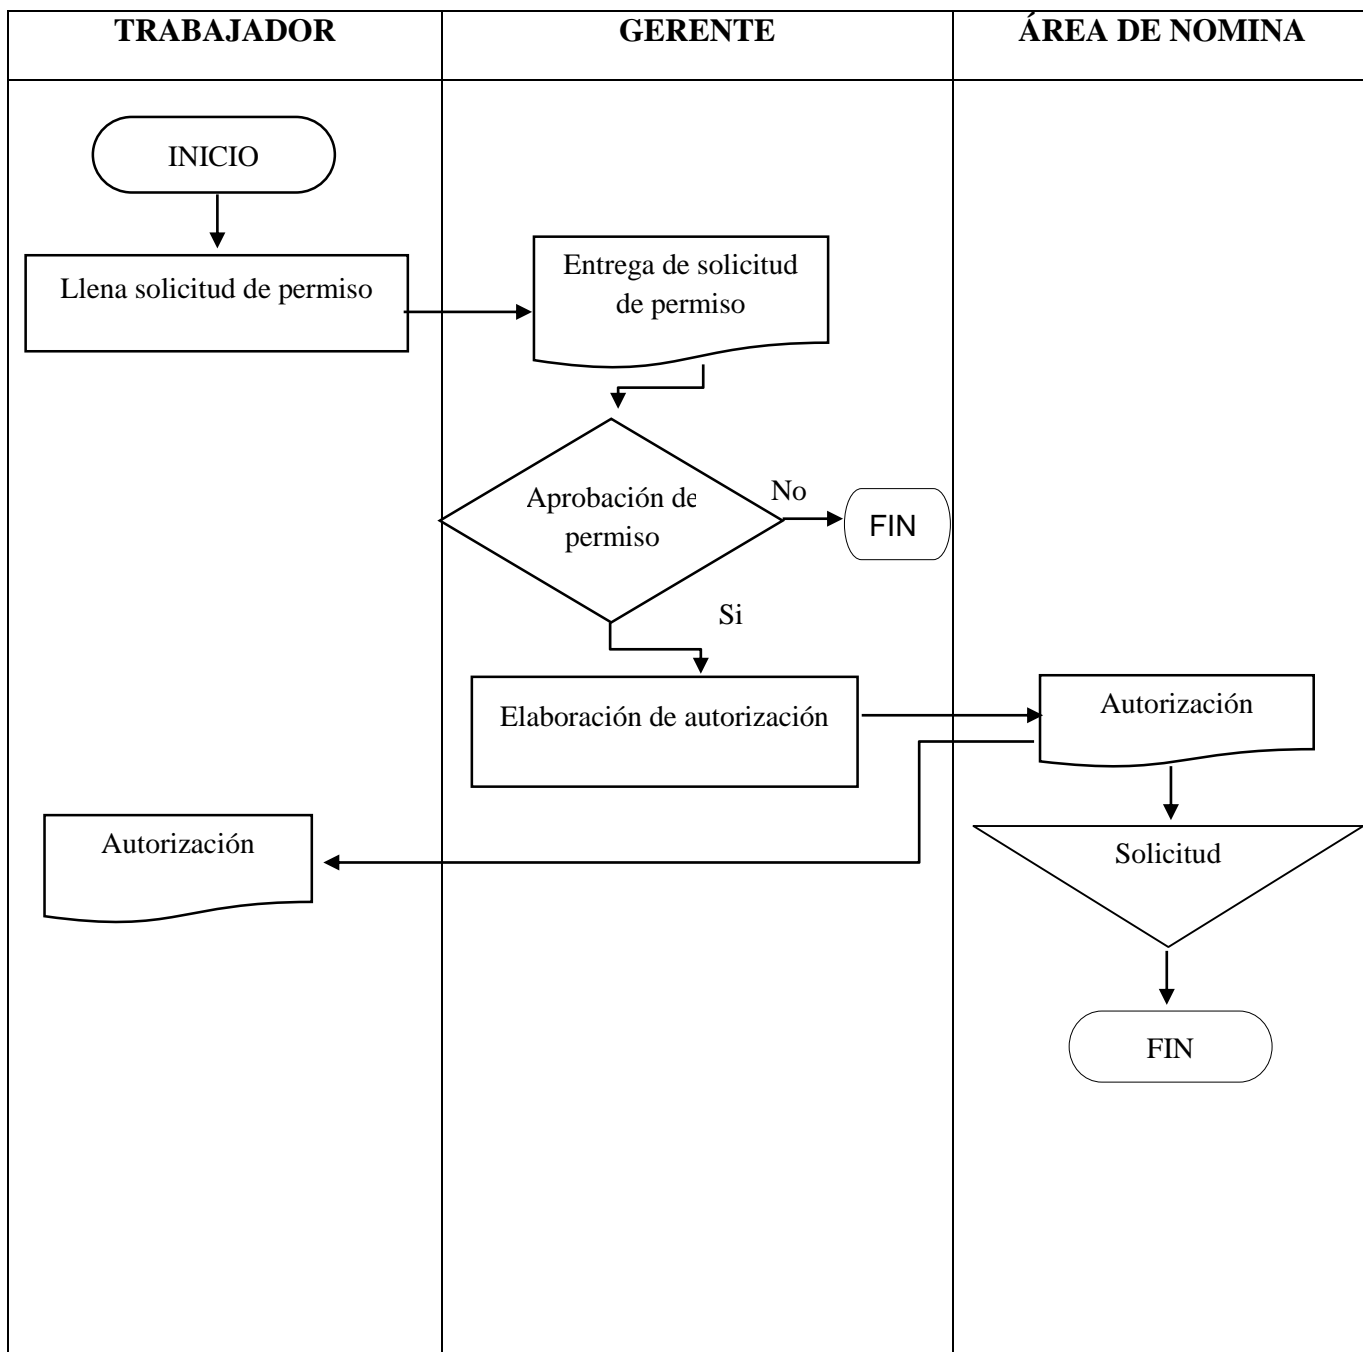 TRABAJADOR
GERENTE
ÁREA DE NOMINA
INICIO
Llena solicitud de permiso
Entrega de solicitud
de permiso
Aprobación de
permiso
No
FIN
Si
Elaboración de autorización
Autorización
Autorización
Solicitud
FIN